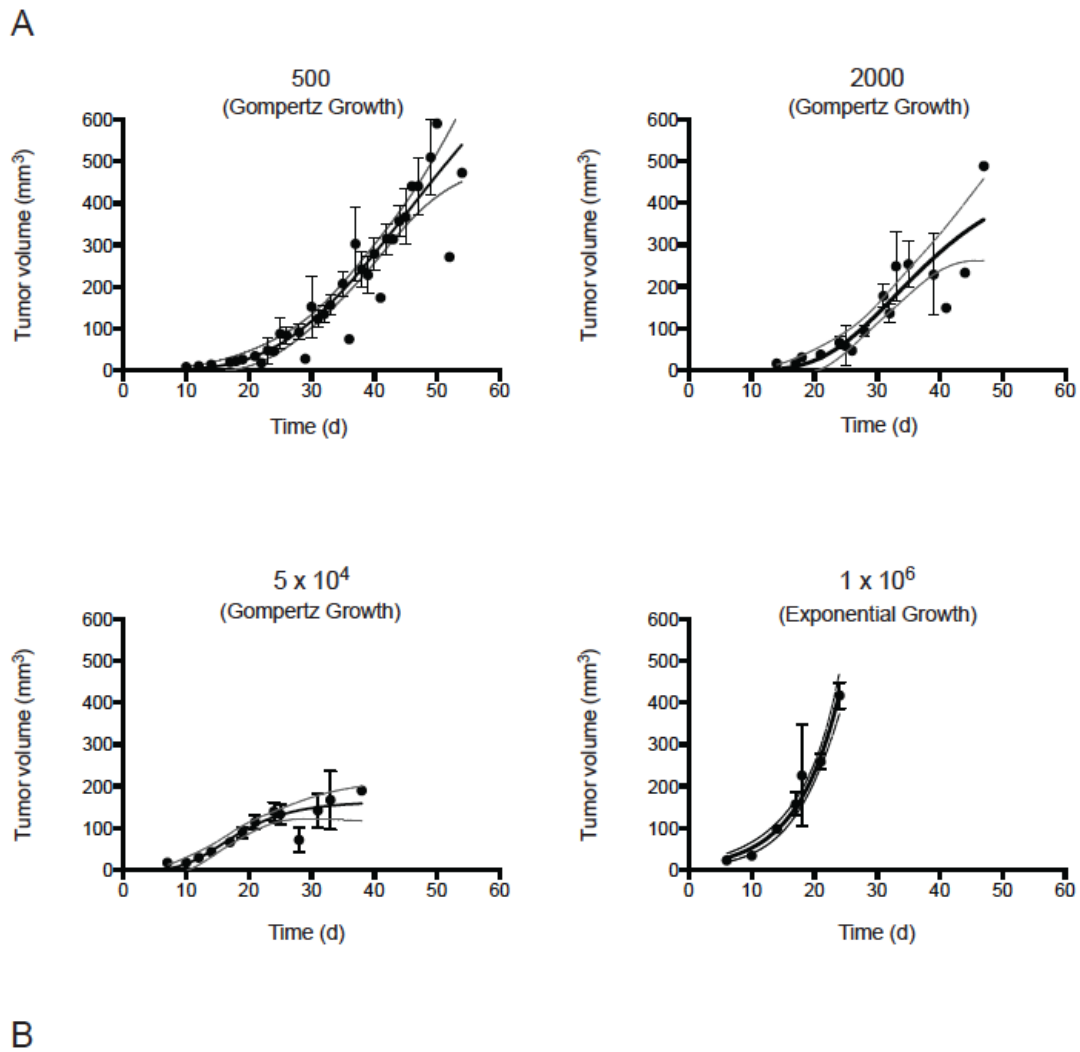 A
500
(Gompertz Growth)
600
500
400
300
200
100
0
0 10 20 30 40 50 60
Tumor volume (mm³)
Time (d)
2000
(Gompertz Growth)
600
500
400
300
200
100
0
0 10 20 30 40 50 60
Tumor volume (mm³)
Time (d)
5 x 10⁴
(Gompertz Growth)
600
500
400
300
200
100
0
0 10 20 30 40 50 60
Tumor volume (mm³)
Time (d)
1 x 10⁶
(Exponential Growth)
600
500
400
300
200
100
0
0 10 20 30 40 50 60
Tumor volume (mm³)
Time (d)
B